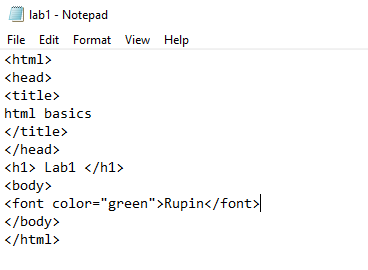 lab1 - Notepad
File Edit Format View Help
<html>
<head>
<title>
html basics
</title>
</head>
<h1> Lab1 </h1>
<body>
<font color="green">Rupin</font>
</body>
</html>